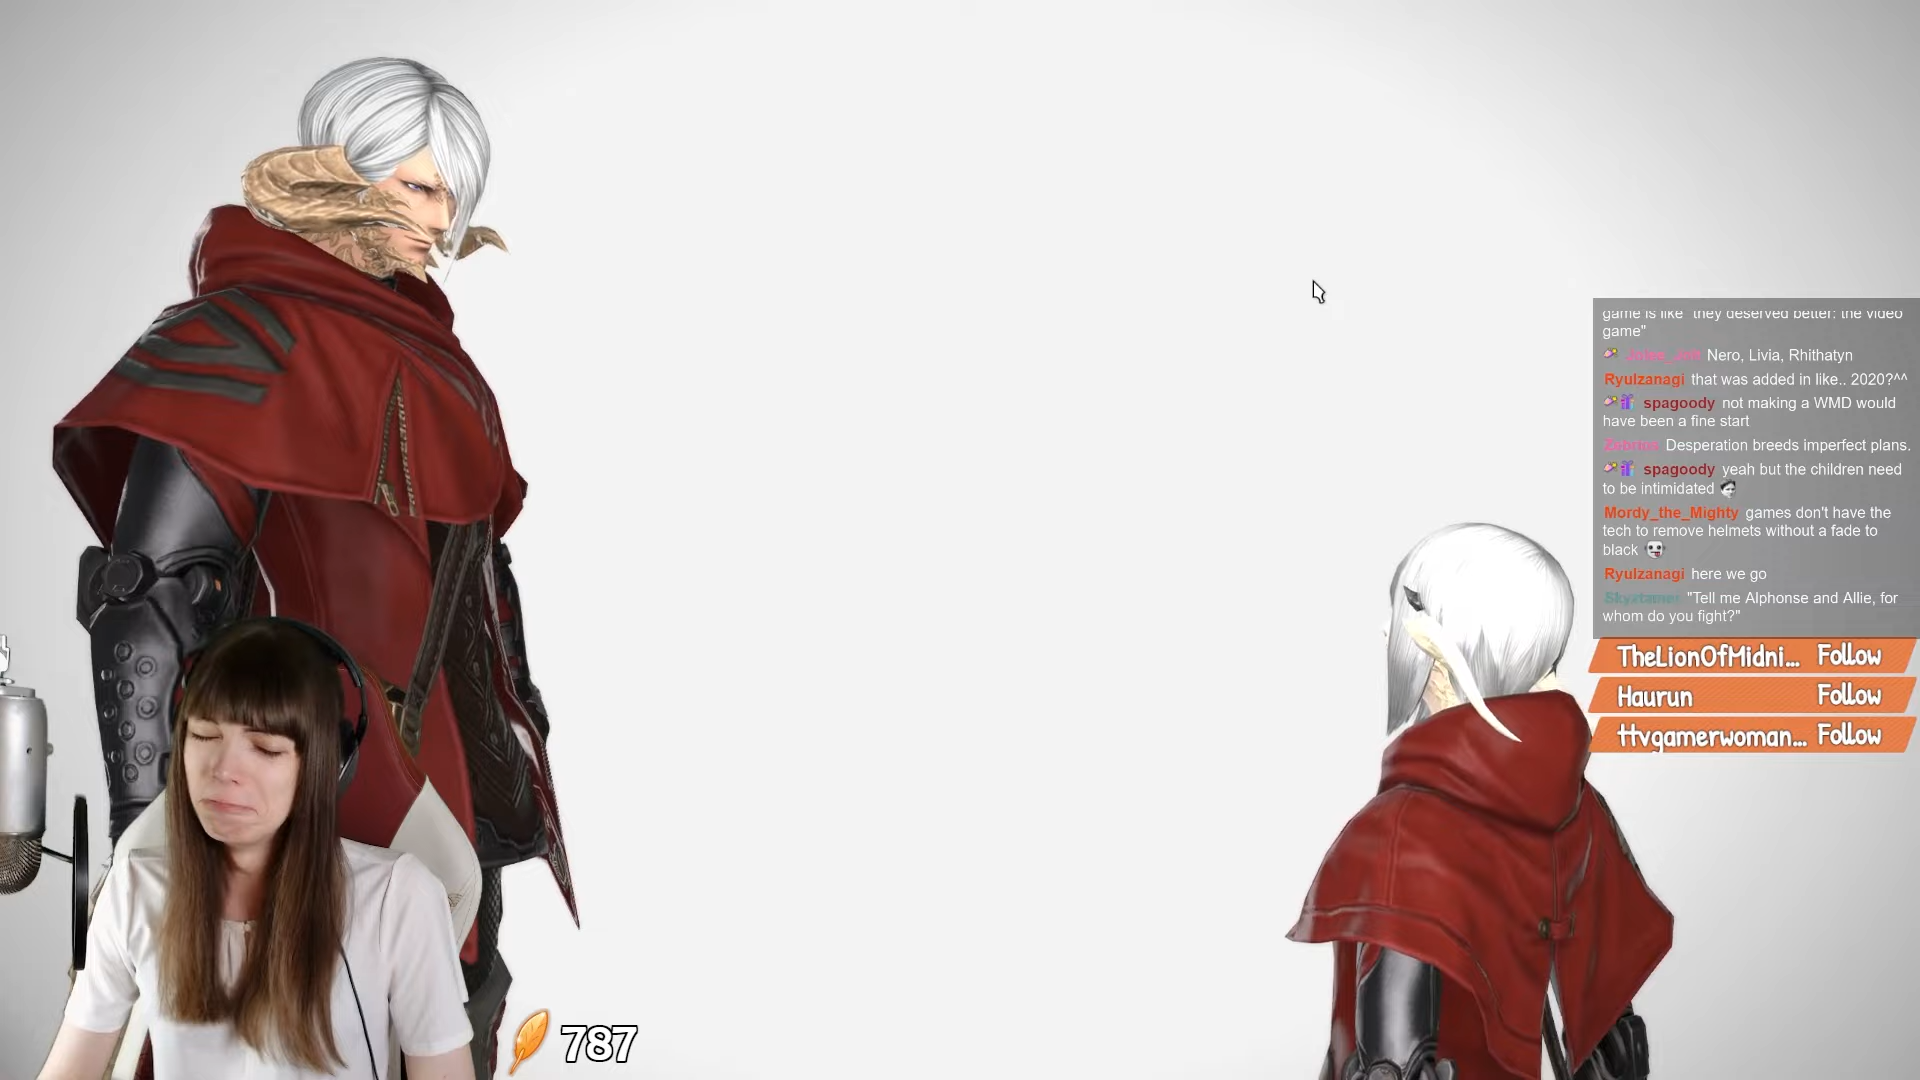 game is like "they deserved better: the video
game"
Nero, Livia, Rhithatyn
Ryulzanagi that was added in like.. 2020?^^
spagoody not making a WMD would
have been a fine start
Desperation breeds imperfect plans.
spagoody yeah but the children need
to be intimidated
Mordy_the_Mighty games don't have the
tech to remove helmets without a fade to
black
Ryulzanagi here we go
"Tell me Alphonse and Allie, for
whom do you fight?"
TheLionOfMidni... Follow
Haurun Follow
ttvgamerwoman... Follow
787